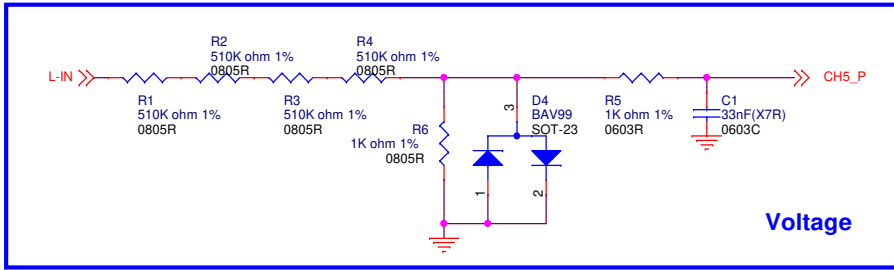 R2
510K ohm 1%
0805R
R4
510K ohm 1%
0805R
L-IN
CH5_P
R1
510K ohm 1%
0805R
R3
510K ohm 1%
0805R
R6
1K ohm 1%
0805R
3
D4
BAV99
SOT-23
1
2
R5
1K ohm 1%
0603R
C1
33nF(X7R)
0603C
Voltage